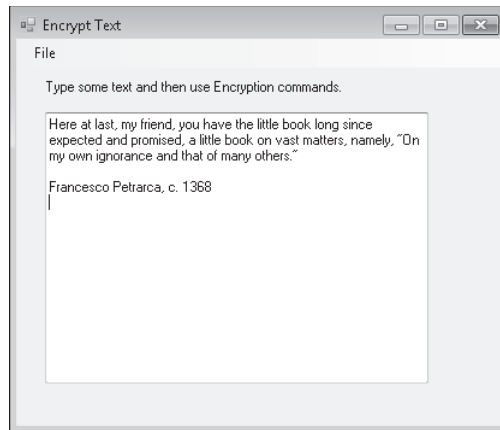 Encrypt Text
File
Type some text and then use Encryption commands.
Here at last, my friend, you have the little book long since
expected and promised, a little book on vast matters, namely, "On
my own ignorance and that of many others."
Francesco Petrarca, c. 1368